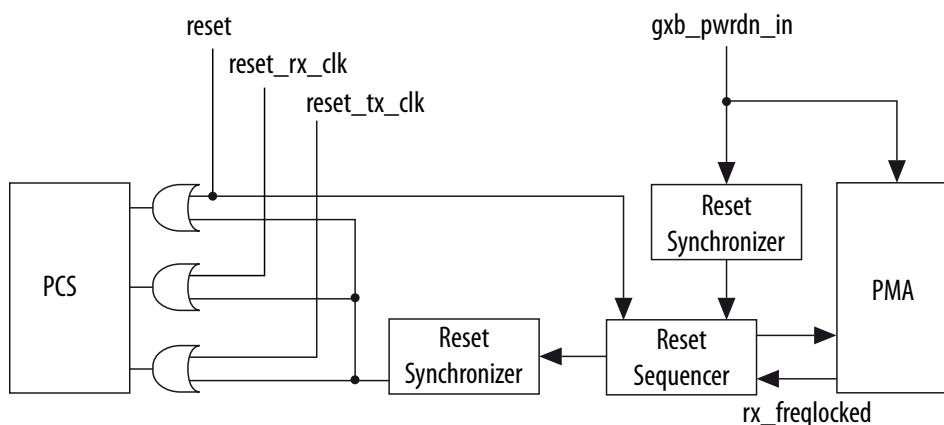 reset
gxb_pwrdn_in
reset_rx_clk
reset_tx_clk
Reset
Synchronizer
PCS
PMA
Reset
Synchronizer
Reset
Sequencer
rx_freqlocked